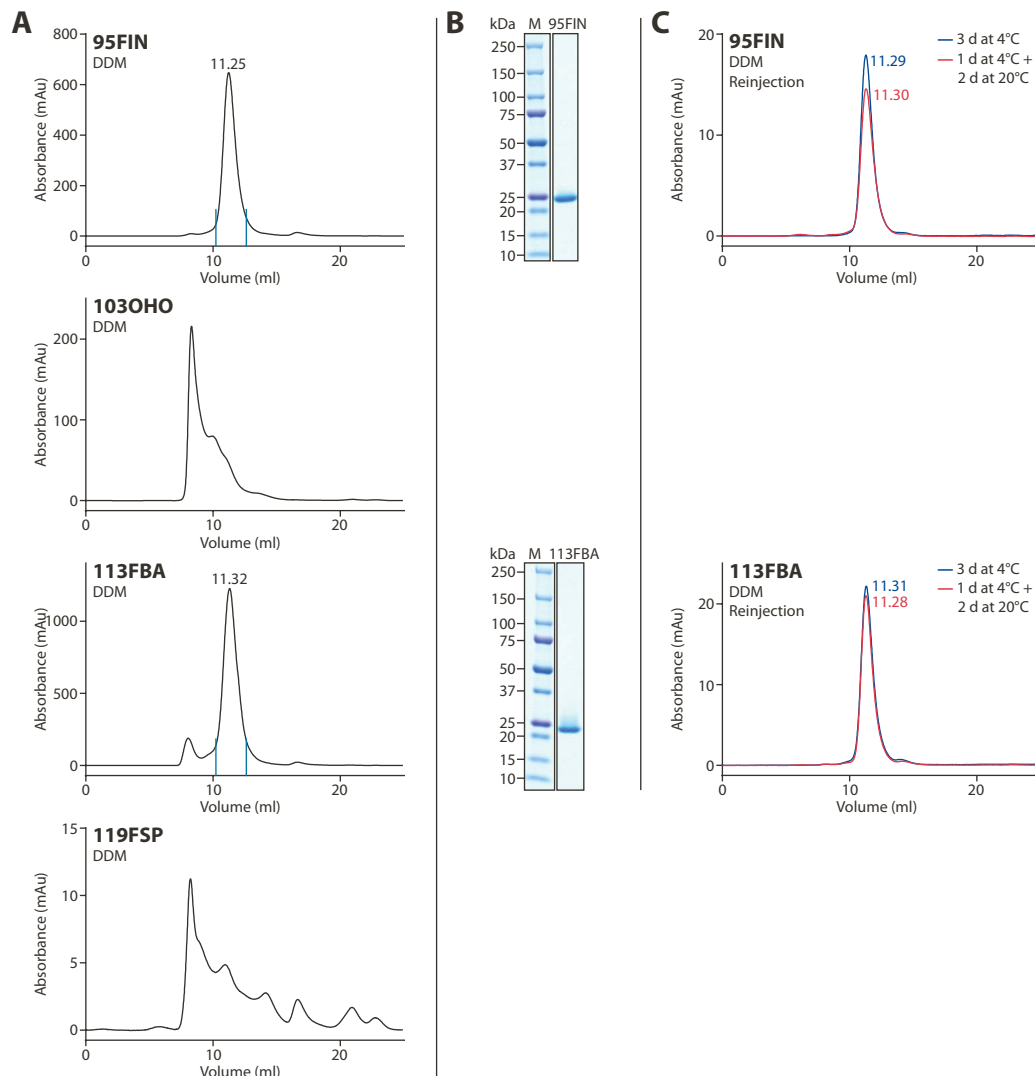 A
95FIN
DDM
11.25
Absorbance (mAu)
800
600
400
200
0
0 10 20
Volume (ml)
103OHO
DDM
Absorbance (mAu)
200
100
0
0 10 20
Volume (ml)
113FBA
DDM
11.32
Absorbance (mAu)
1000
500
0
0 10 20
Volume (ml)
119FSP
DDM
Absorbance (mAu)
15
10
5
0
0 10 20
Volume (ml)
B
kDa M 95FIN
250
150
100
75
50
37
25
20
15
10
kDa M 113FBA
250
150
100
75
50
37
25
20
15
10
C
95FIN
DDM
Reinjection
3 d at 4°C
1 d at 4°C +
2 d at 20°C
11.29
11.30
Absorbance (mAu)
20
10
0
0 10 20
Volume (ml)
113FBA
DDM
Reinjection
3 d at 4°C
1 d at 4°C +
2 d at 20°C
11.31
11.28
Absorbance (mAu)
20
10
0
0 10 20
Volume (ml)